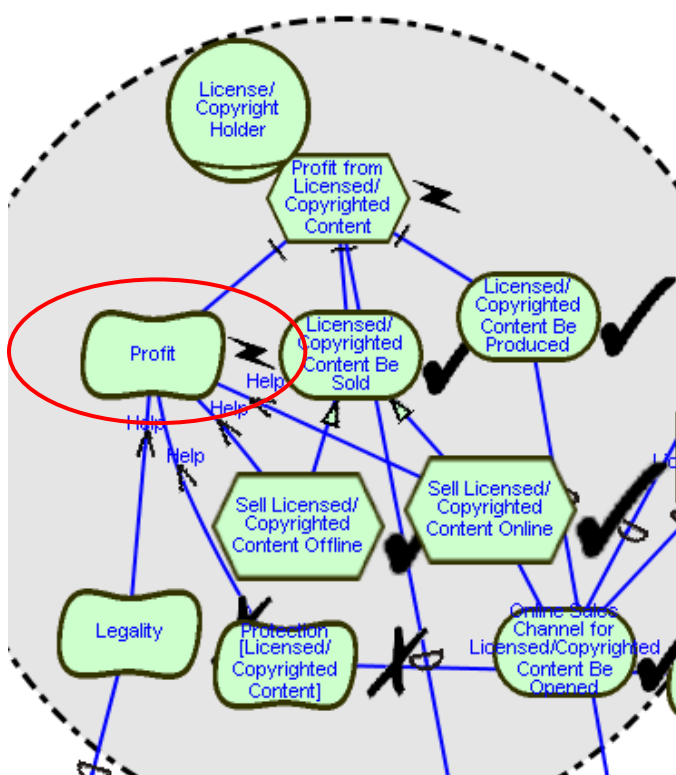 License/
Copyright
Holder
Profit from
Licensed/
Copyrighted
Content
Licensed/
Copyrighted
Content Be
Produced
Profit
Licensed/
Copyrighted
Content Be
Sold
Help
Help
Help
Help
Sell Licensed/
Copyrighted
Content Offline
Sell Licensed/
Copyrighted
Content Online
Legality
Protection
[Licensed/
Copyrighted
Content]
Online Sales
Channel for
Licensed/Copyrighted
Content Be
Opened